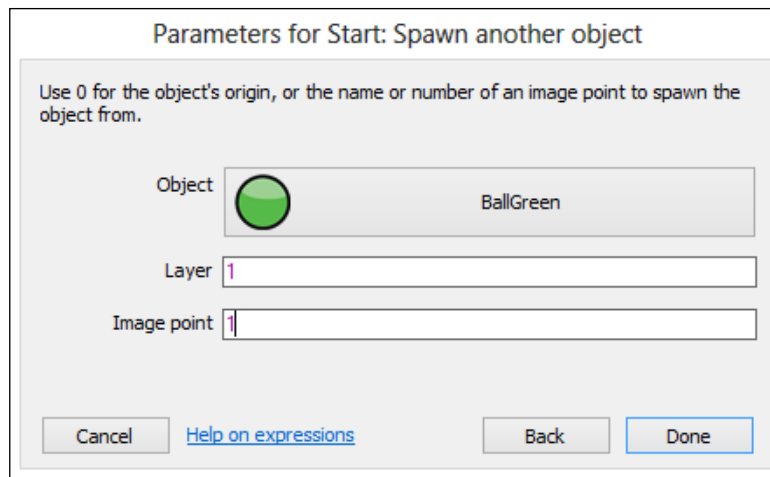 Parameters for Start: Spawn another object
Use 0 for the object's origin, or the name or number of an image point to spawn the
object from.
Object
BallGreen
Layer 1
Image point 1
Cancel Help on expressions Back Done